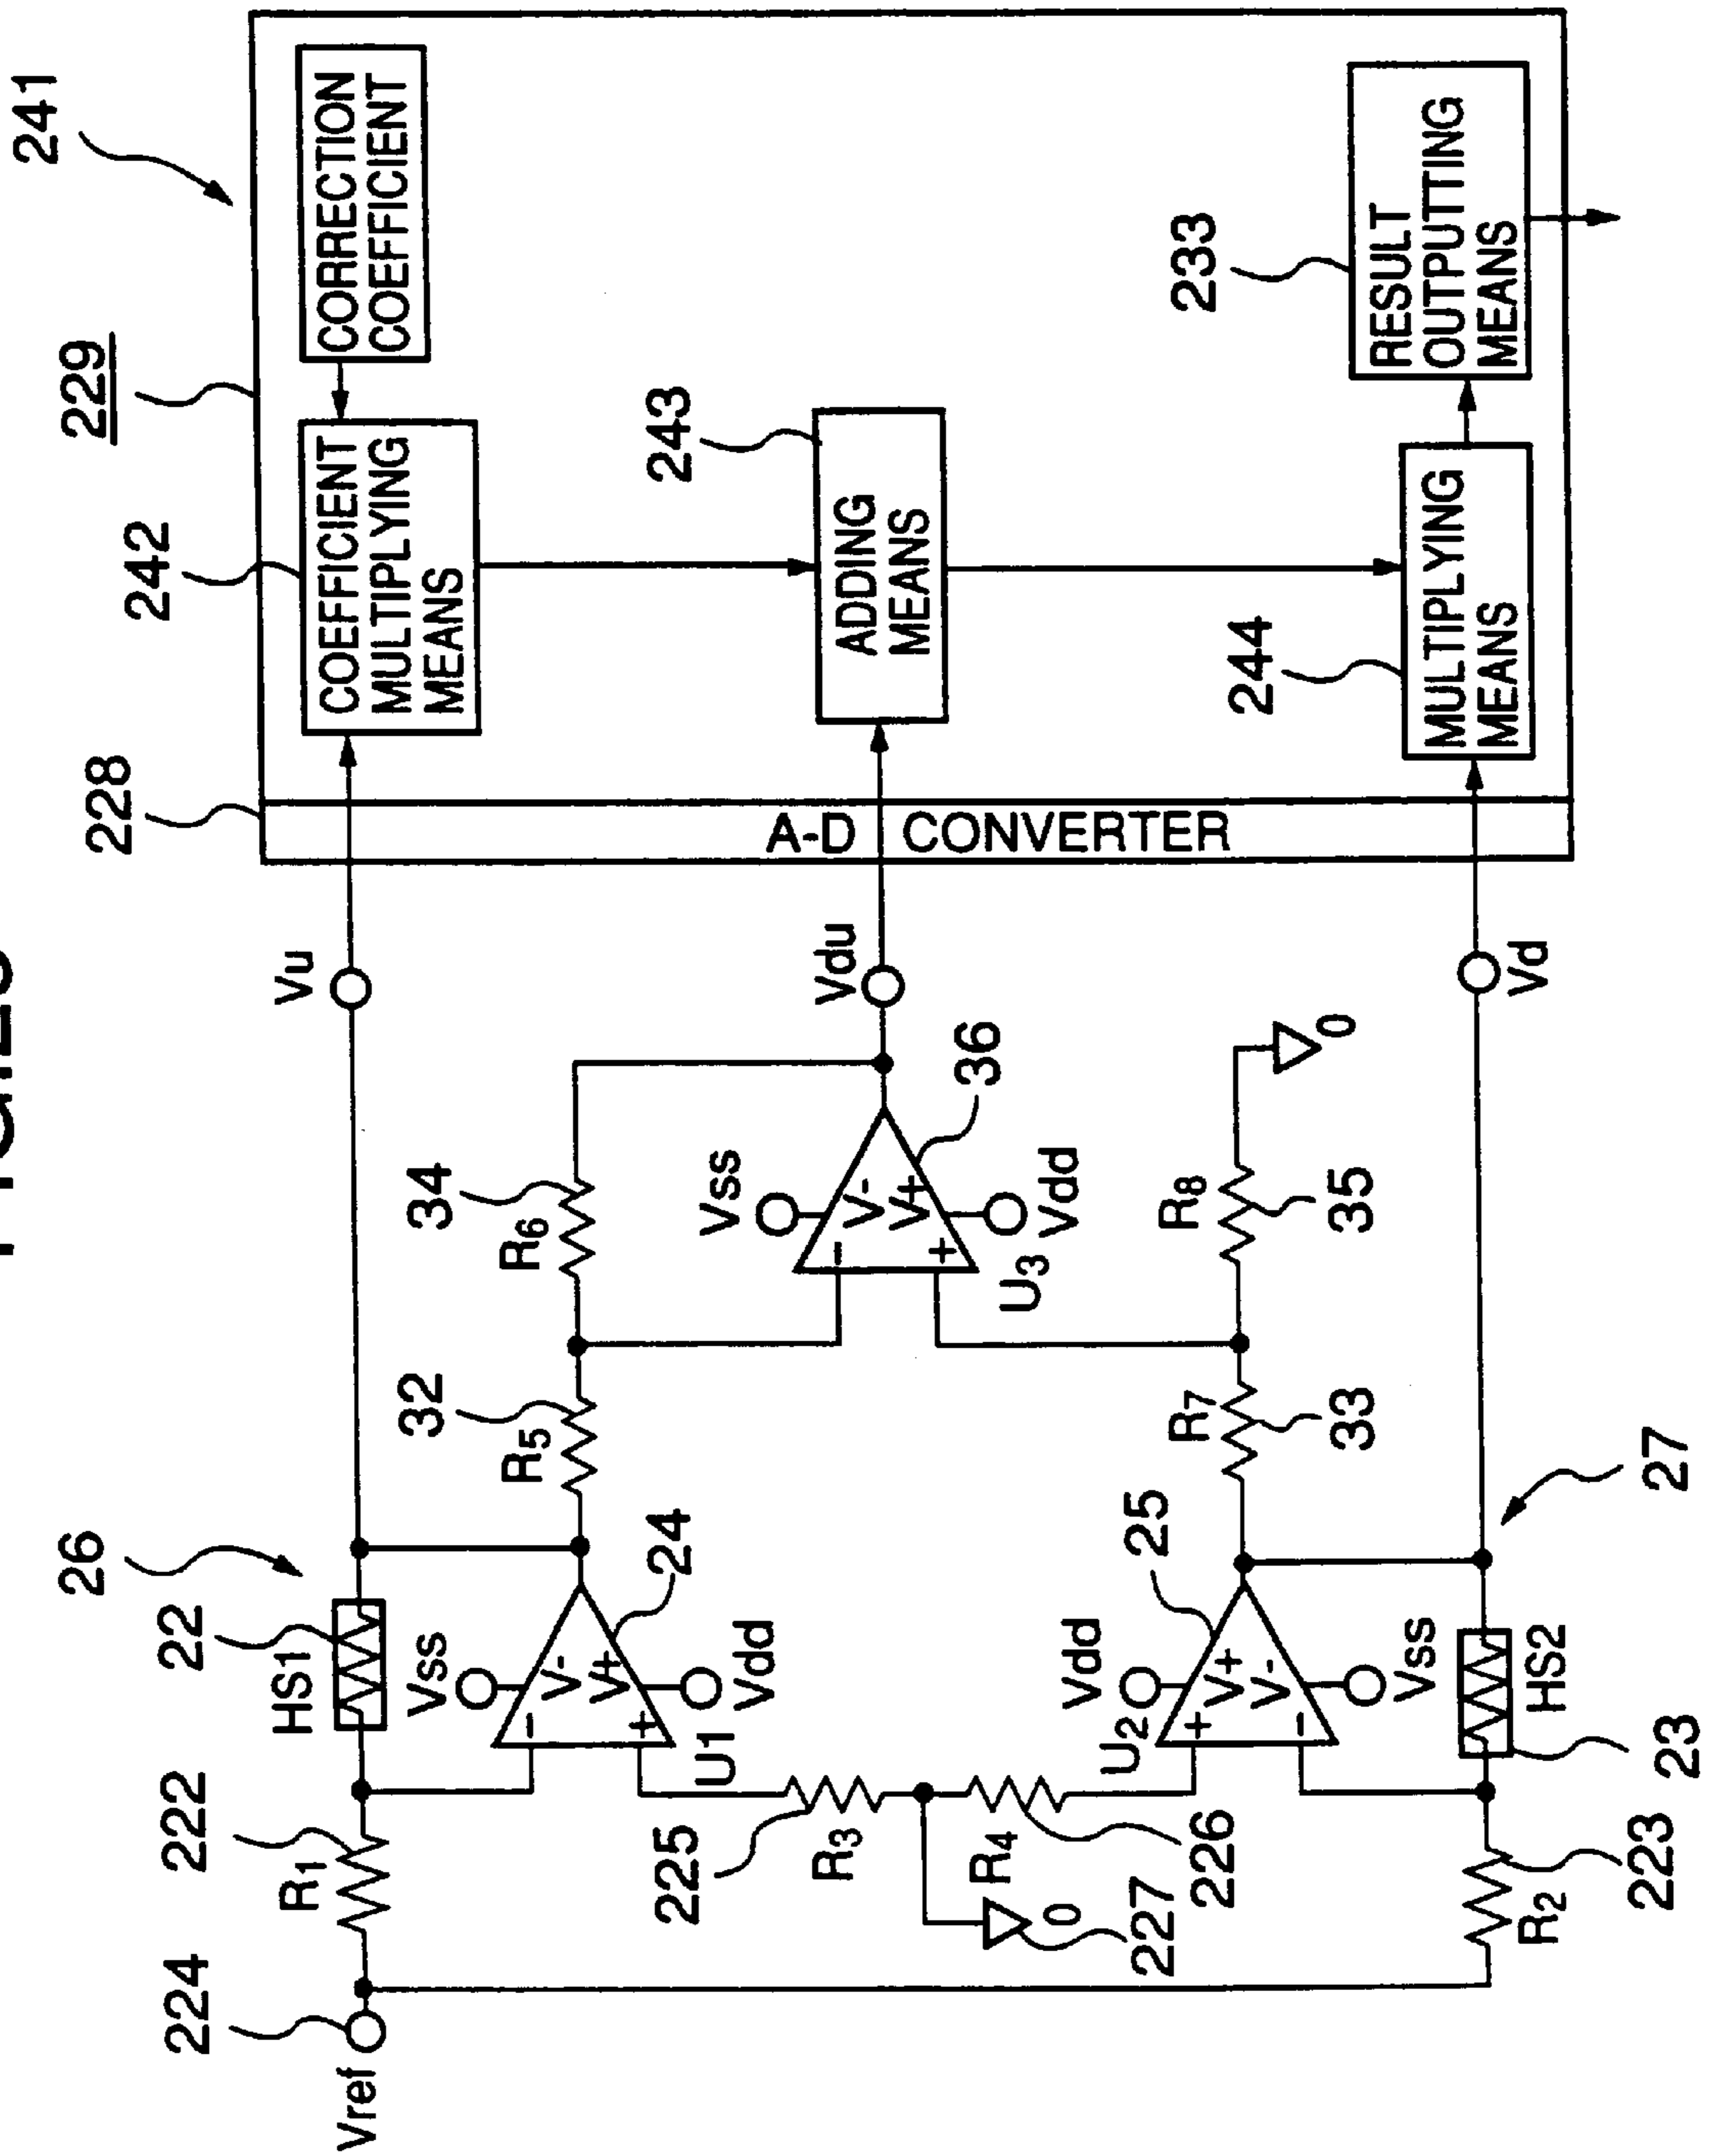 241
229
CORRECTION
COEFFICIENT
242
COEFFICIENT
MULTIPLYING
MEANS
243
ADDING
MEANS
233
RESULT
OUTPUTTING
MEANS
244
MULTIPLYING
MEANS
228
A-D CONVERTER
Vu
Vdu
Vd
34
R6
36
Vss
V-
V+
-
+
Vdd
U3
R8
35
0
32
R5
R7
33
26
22
HS1
Vss
24
V-
V+
-
+
Vdd
U1
25
Vdd
V+
V-
+
-
Vss
U2
27
HS2
23
222
R1
225
R3
R4
226
227
0
223
R2
224
Vref